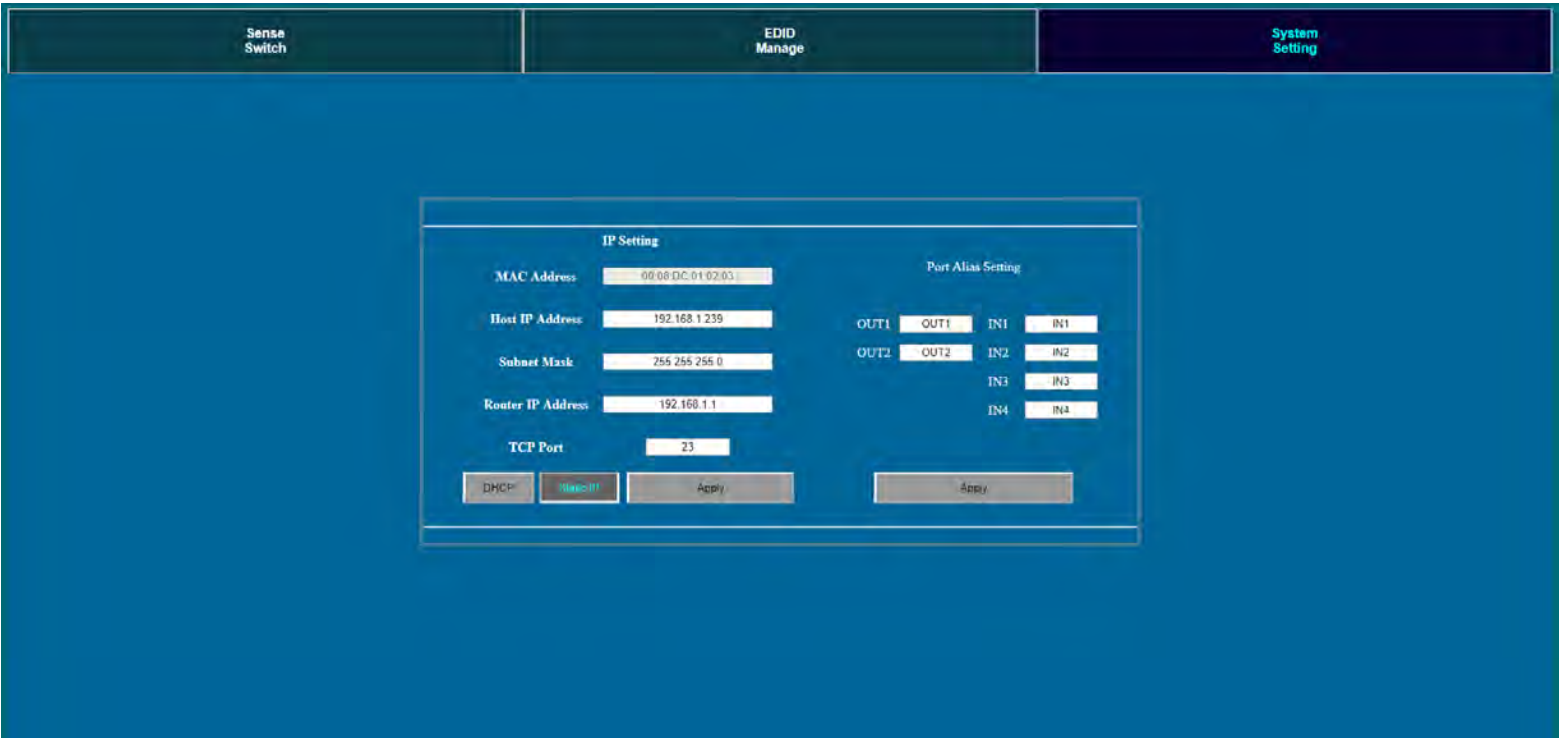 Sense
Switch
EDID
Manage
System
Setting
IP Setting
MAC Address 00:08:DC:01:02:03
Host IP Address 192.168.1.239
Subnet Mask 255.255.255.0
Router IP Address 192.168.1.1
TCP Port 23
DHCP Static IP Apply
Port Alias Setting
OUT1 OUT1 IN1 IN1
OUT2 OUT2 IN2 IN2
IN3 IN3
IN4 IN4
Apply